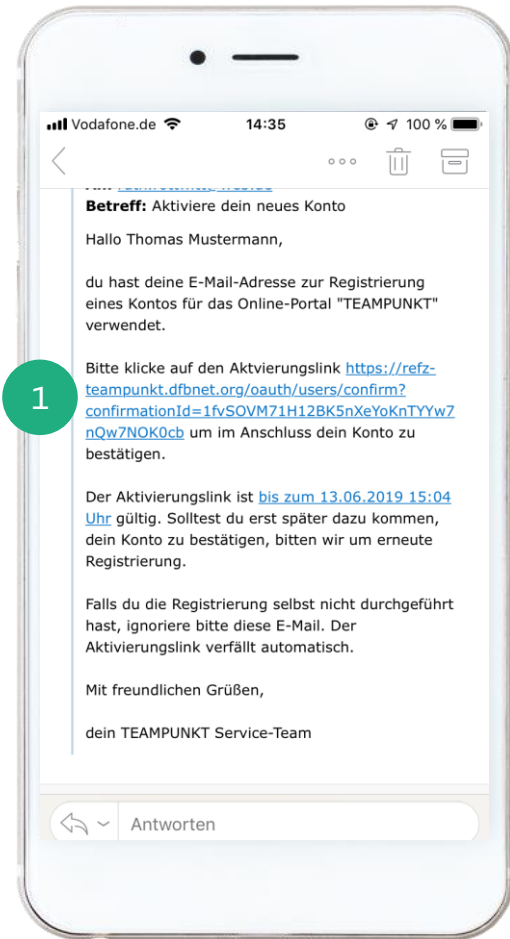 Vodafone.de 14:35 100 %
Betreff: Aktiviere dein neues Konto
Hallo Thomas Mustermann,
du hast deine E-Mail-Adresse zur Registrierung
eines Kontos für das Online-Portal "TEAMPUNKT"
verwendet.
1
Bitte klicke auf den Aktvierungslink https://refz-
teampunkt.dfbnet.org/oauth/users/confirm?
confirmationId=1fvSOVM71H12BK5nXeYoKnTYYw7
nQw7NOK0cb um im Anschluss dein Konto zu
bestätigen.
Der Aktivierungslink ist bis zum 13.06.2019 15:04
Uhr gültig. Solltest du erst später dazu kommen,
dein Konto zu bestätigen, bitten wir um erneute
Registrierung.
Falls du die Registrierung selbst nicht durchgeführt
hast, ignoriere bitte diese E-Mail. Der
Aktivierungslink verfällt automatisch.
Mit freundlichen Grüßen,
dein TEAMPUNKT Service-Team
Antworten